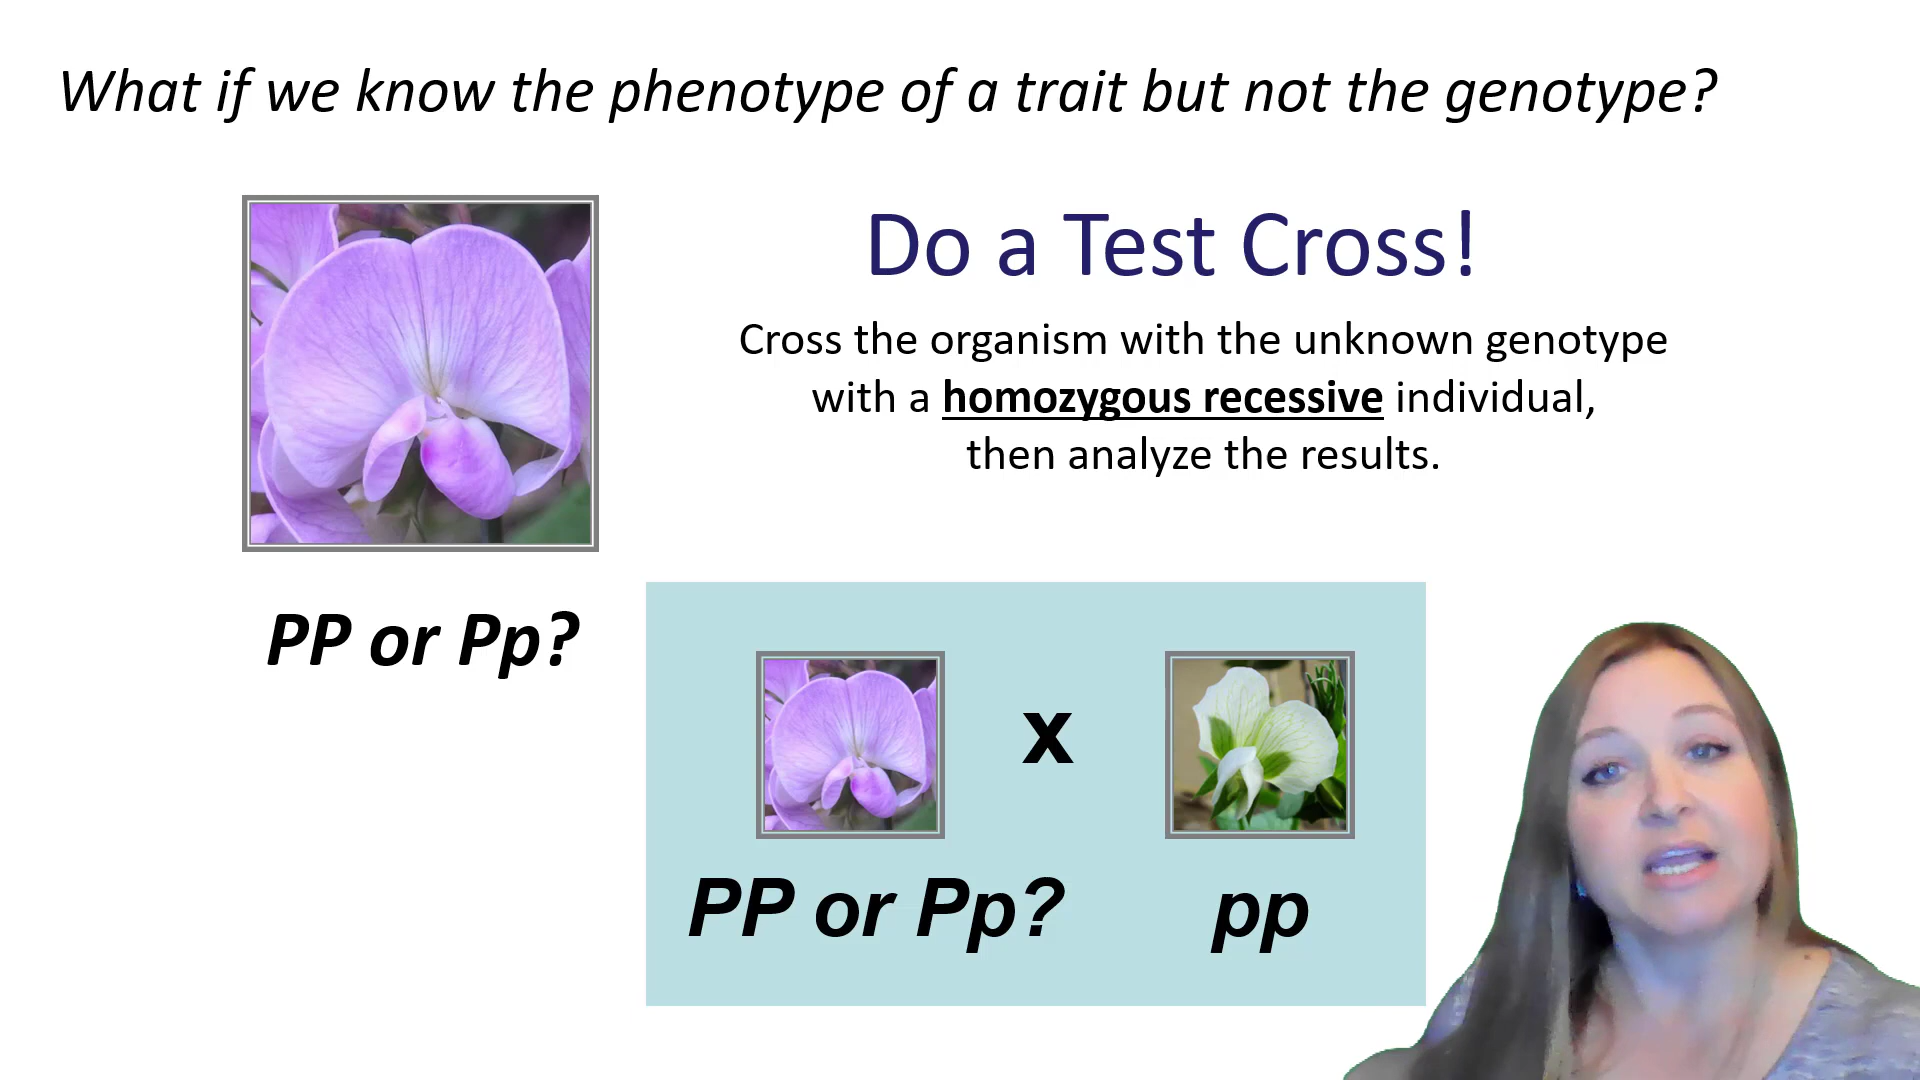 What if we know the phenotype of a trait but not the genotype?
Do a Test Cross!
Cross the organism with the unknown genotype
with a homozygous recessive individual,
then analyze the results.
PP or Pp?
x
PP or Pp?
pp